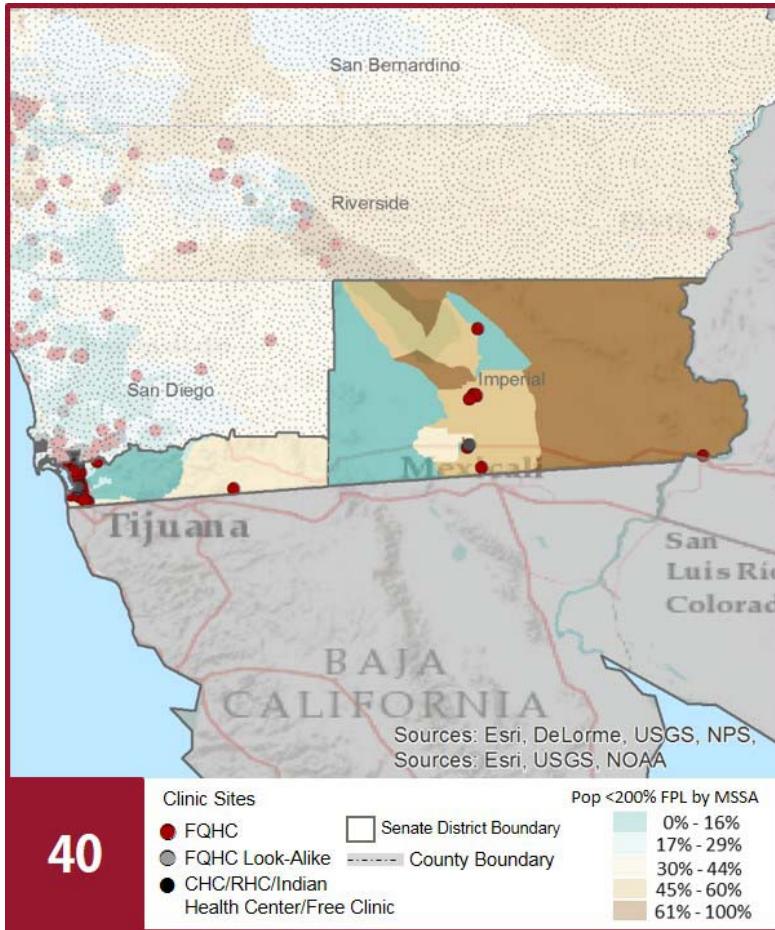 San Bernardino
Riverside
San Diego
Imperial
Mexicali
Tijuana
San
Luis Río
Colorad
BAJA
CALIFORNIA
Sources: Esri, DeLorme, USGS, NPS,
Sources: Esri, USGS, NOAA
40
Clinic Sites
FQHC
FQHC Look-Alike
CHC/RHC/Indian
Health Center/Free Clinic
Senate District Boundary
County Boundary
Pop <200% FPL by MSSA
0% - 16%
17% - 29%
30% - 44%
45% - 60%
61% - 100%